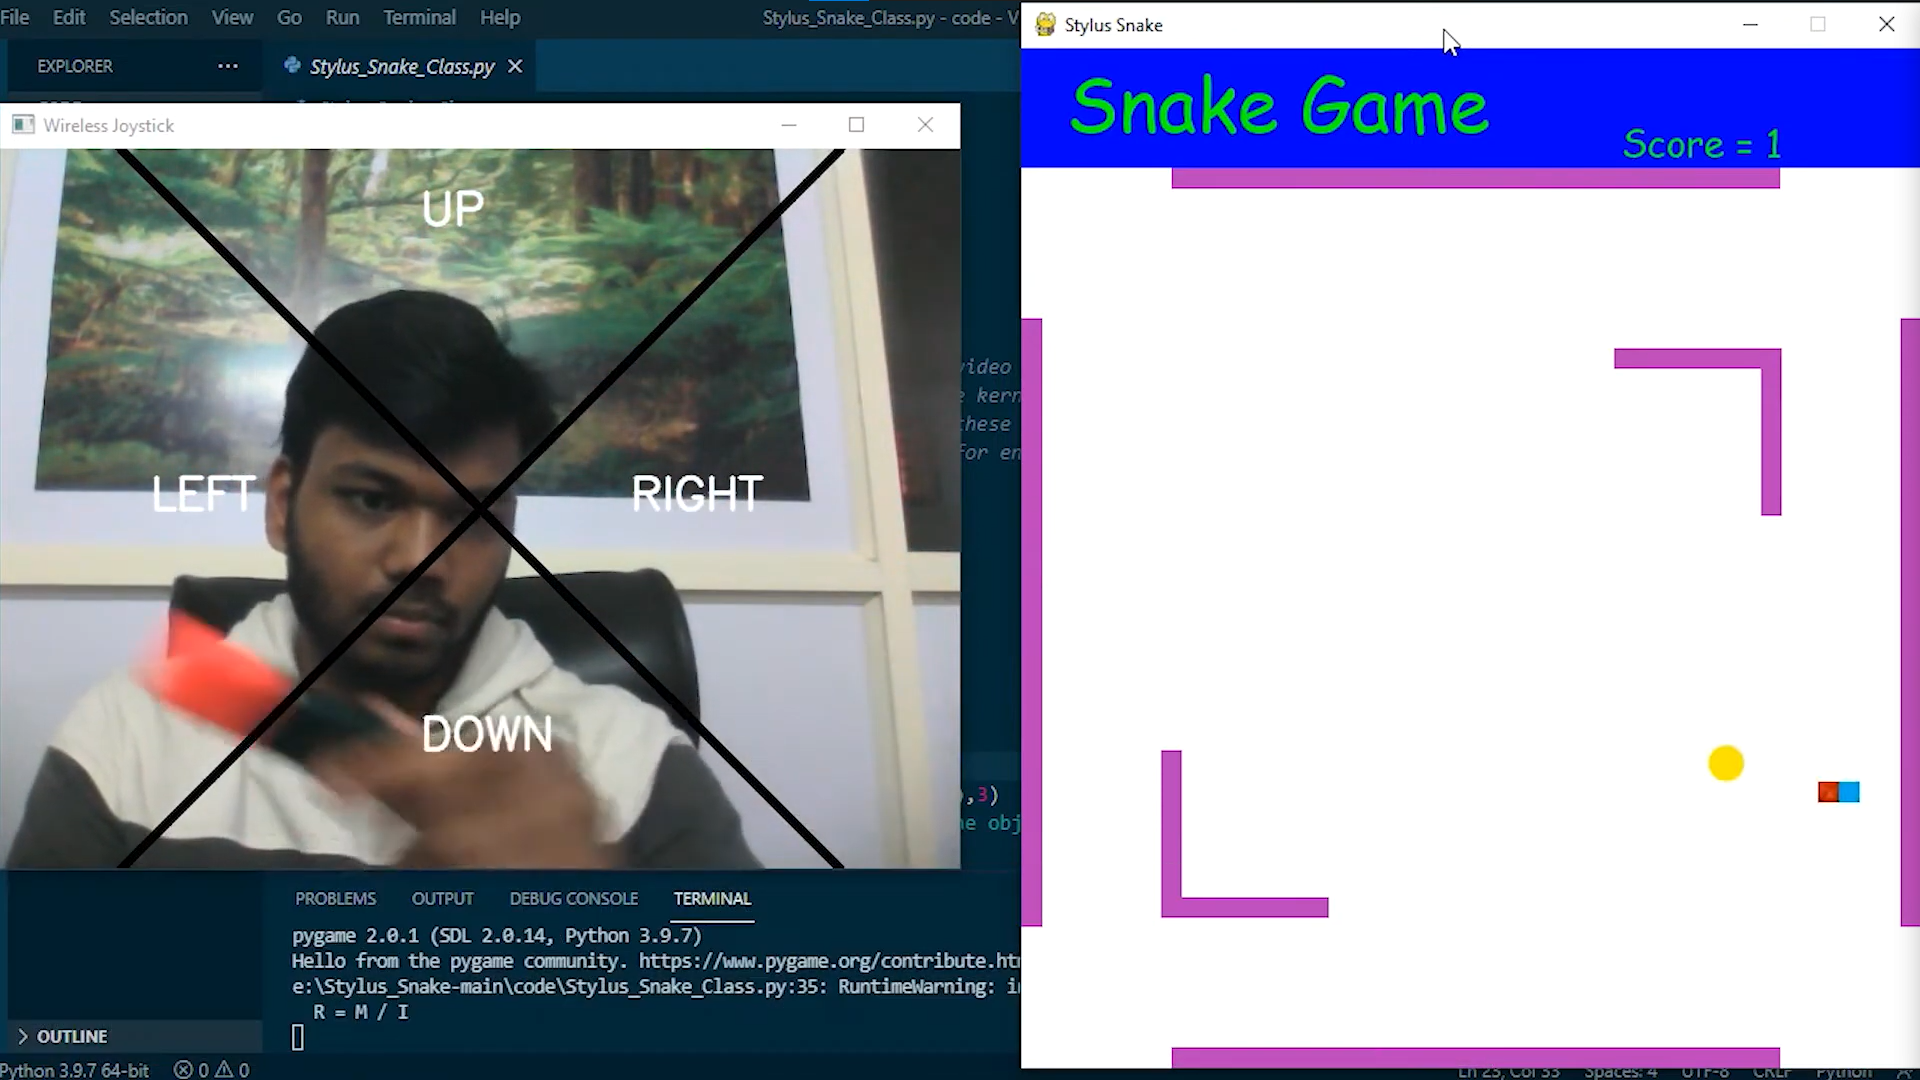 File Edit Selection View Go Run Terminal Help
Stylus_Snake_Class.py - code - V
EXPLORER
Stylus_Snake_Class.py
Wireless Joystick
UP
LEFT
RIGHT
DOWN
video
kern
these
for en
,3)
obj
PROBLEMS OUTPUT DEBUG CONSOLE TERMINAL
pygame 2.0.1 (SDL 2.0.14, Python 3.9.7)
Hello from the pygame community. https://www.pygame.org/contribute.htm
e:\Stylus_Snake-main\code\Stylus_Snake_Class.py:35: RuntimeWarning: i
R = M / I
OUTLINE
Python 3.9.7 64-bit 0 0
Stylus Snake
Snake Game
Score = 1
Ln 23, Col 33 Spaces: 4 UTF-8 CRLF Python